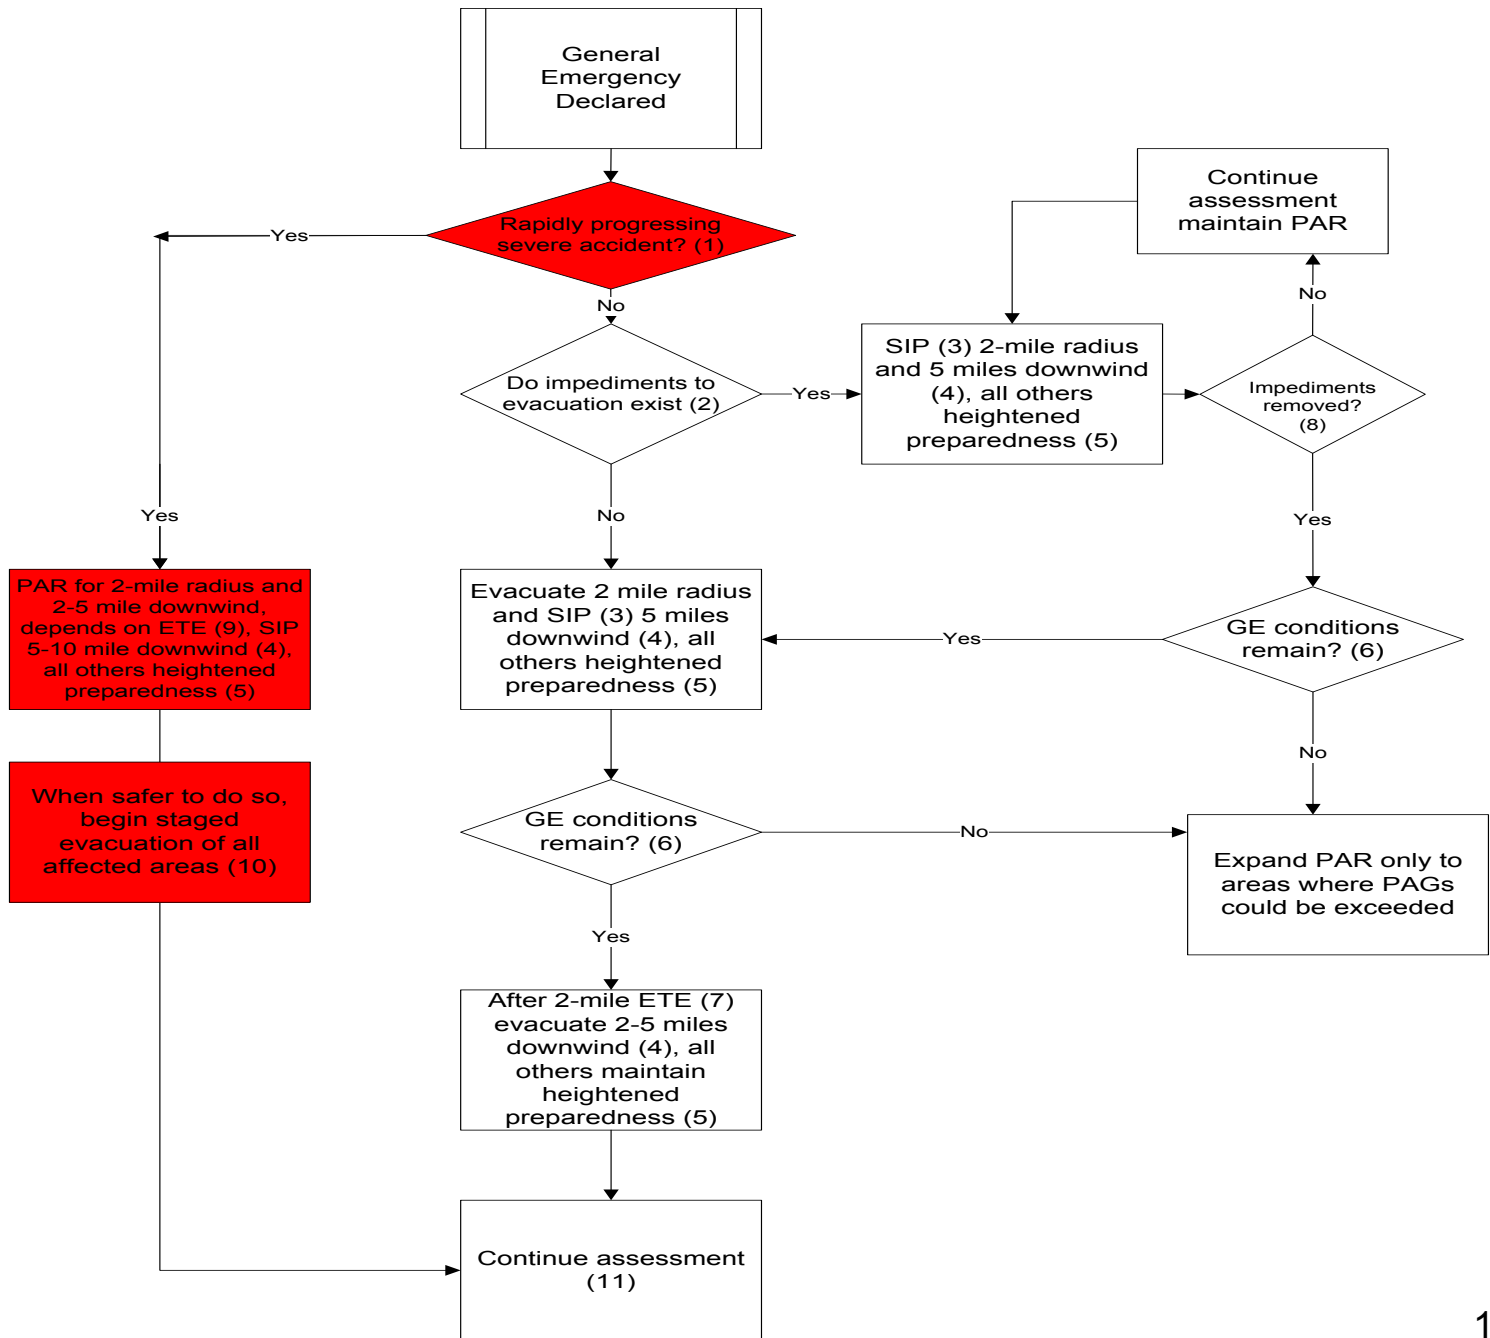 General
Emergency
Declared
Rapidly progressing
severe accident? (1)
Yes
No
Continue
assessment
maintain PAR
No
Do impediments to
evacuation exist (2)
Yes
SIP (3) 2-mile radius
and 5 miles downwind
(4), all others
heightened
preparedness (5)
Impediments
removed?
(8)
Yes
No
Yes
PAR for 2-mile radius and
2-5 mile downwind,
depends on ETE (9), SIP
5-10 mile downwind (4),
all others heightened
preparedness (5)
Evacuate 2 mile radius
and SIP (3) 5 miles
downwind (4), all
others heightened
preparedness (5)
Yes
GE conditions
remain? (6)
No
When safer to do so,
begin staged
evacuation of all
affected areas (10)
GE conditions
remain? (6)
No
Expand PAR only to
areas where PAGs
could be exceeded
Yes
After 2-mile ETE (7)
evacuate 2-5 miles
downwind (4), all
others maintain
heightened
preparedness (5)
Continue assessment
(11)
1